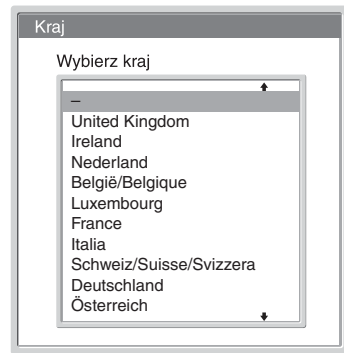 Kraj
Wybierz kraj
–
United Kingdom
Ireland
Nederland
België/Belgique
Luxembourg
France
Italia
Schweiz/Suisse/Svizzera
Deutschland
Österreich